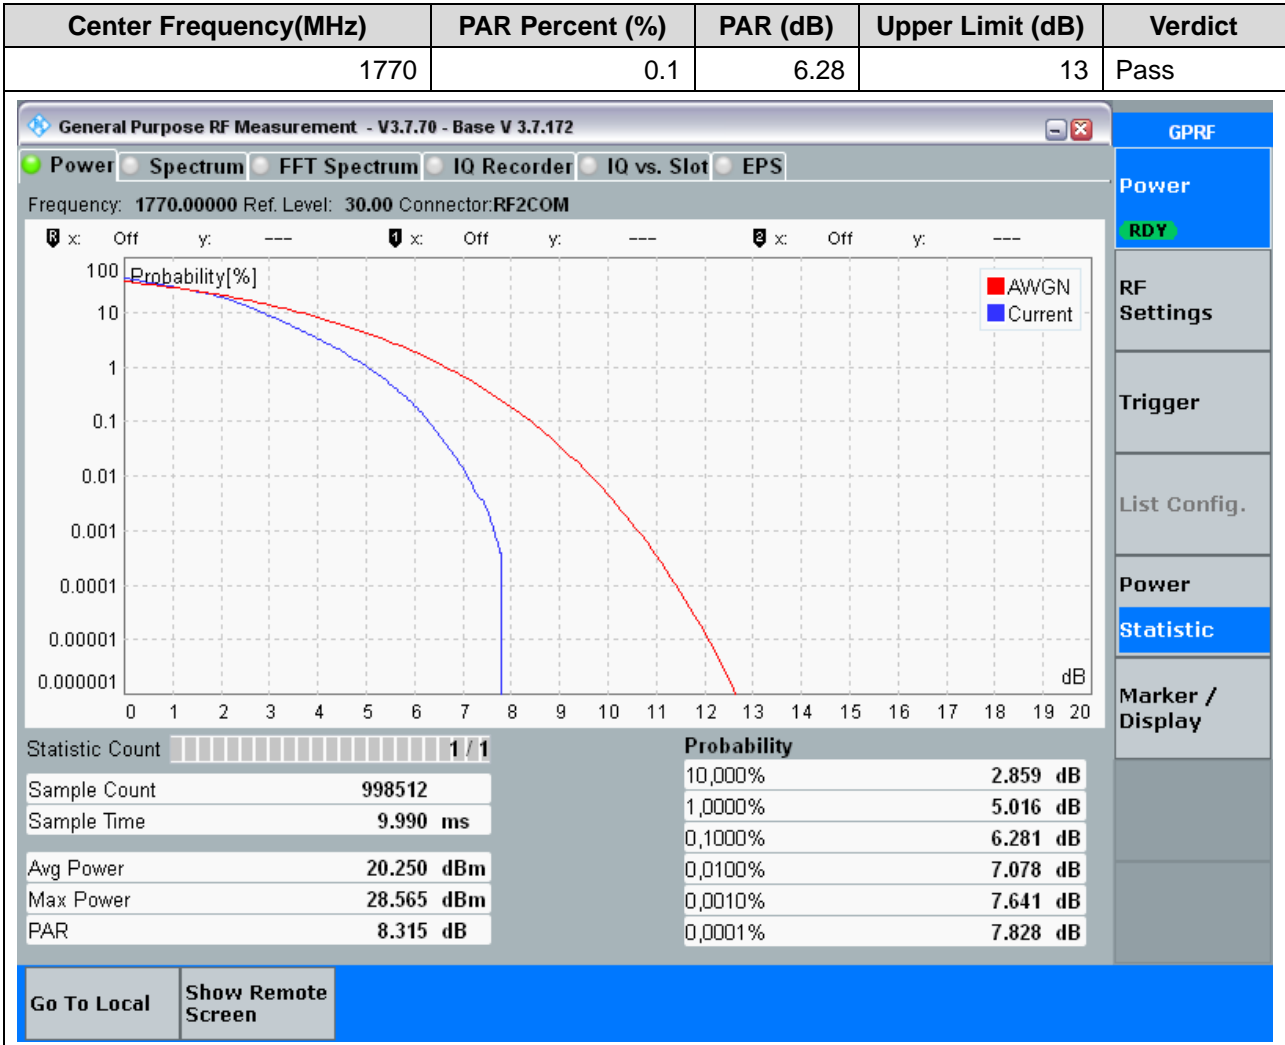 Center Frequency(MHz) PAR Percent (%) PAR (dB) Upper Limit (dB) Verdict
1770 0.1 6.28 13 Pass
General Purpose RF Measurement - V3.7.70 - Base V 3.7.172
GPRF
Power Spectrum FFT Spectrum IQ Recorder IQ vs. Slot EPS
Frequency: 1770.00000 Ref. Level: 30.00 Connector:RF2COM
R x: Off y: --- 1 x: Off y: --- 2 x: Off y: ---
Probability[%]
AWGN
Current
100
10
1
0.1
0.01
0.001
0.0001
0.00001
0.000001
dB
0 1 2 3 4 5 6 7 8 9 10 11 12 13 14 15 16 17 18 19 20
Statistic Count 1 / 1
Sample Count 998512
Sample Time 9.990 ms
Avg Power 20.250 dBm
Max Power 28.565 dBm
PAR 8.315 dB
Probability
10,000% 2.859 dB
1,0000% 5.016 dB
0,1000% 6.281 dB
0,0100% 7.078 dB
0,0010% 7.641 dB
0,0001% 7.828 dB
Power
RDY
RF
Settings
Trigger
List Config.
Power
Statistic
Marker /
Display
Go To Local
Show Remote
Screen